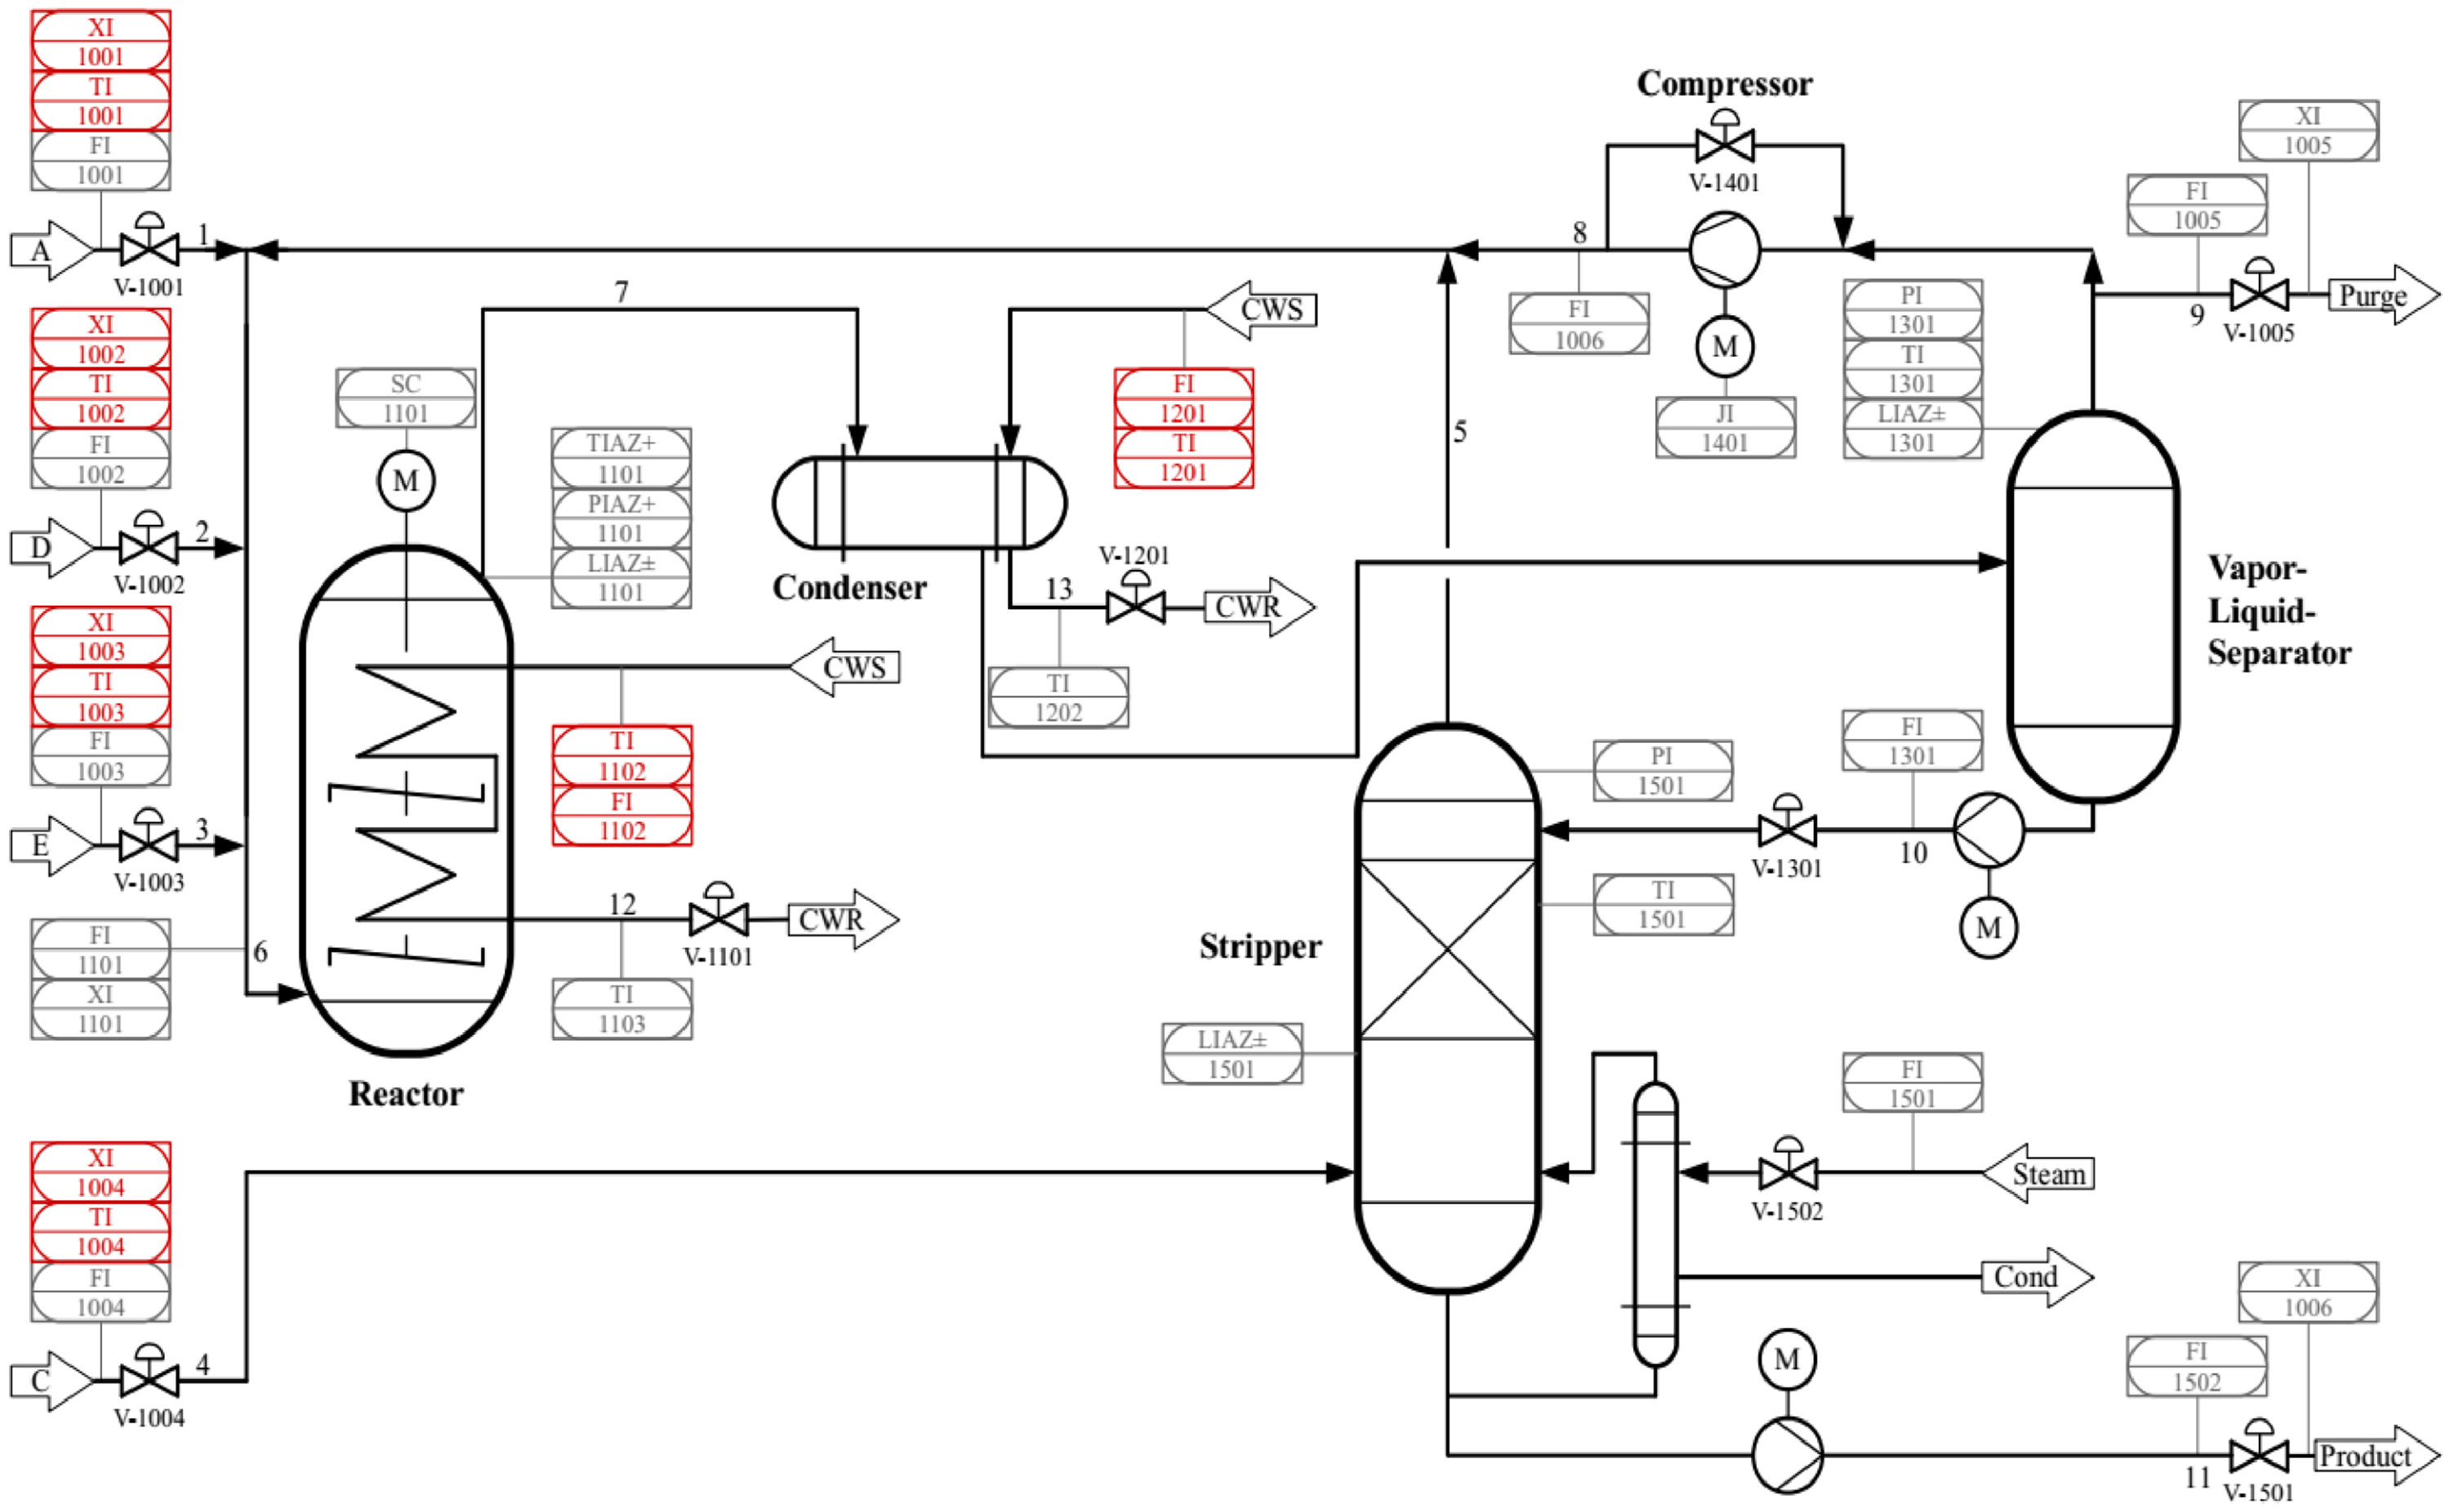 XI
1001
TI
1001
FI
1001
A
1
V-1001
XI
1002
TI
1002
FI
1002
D
2
V-1002
XI
1003
TI
1003
FI
1003
E
3
V-1003
FI
1101
XI
1101
6
XI
1004
TI
1004
FI
1004
C
4
V-1004
7
SC
1101
M
TIAZ+
1101
PIAZ+
1101
LIAZ±
1101
CWS
TI
1102
FI
1102
12
V-1101
CWR
TI
1103
Reactor
CWS
FI
1201
TI
1201
Condenser
13
V-1201
CWR
TI
1202
5
Compressor
V-1401
8
FI
1006
M
JI
1401
PI
1301
TI
1301
LIAZ±
1301
XI
1005
FI
1005
9
V-1005
Purge
Vapor-
Liquid-
Separator
PI
1501
FI
1301
V-1301
10
M
TI
1501
Stripper
LIAZ±
1501
FI
1501
V-1502
Steam
Cond
M
XI
1006
FI
1502
11
V-1501
Product